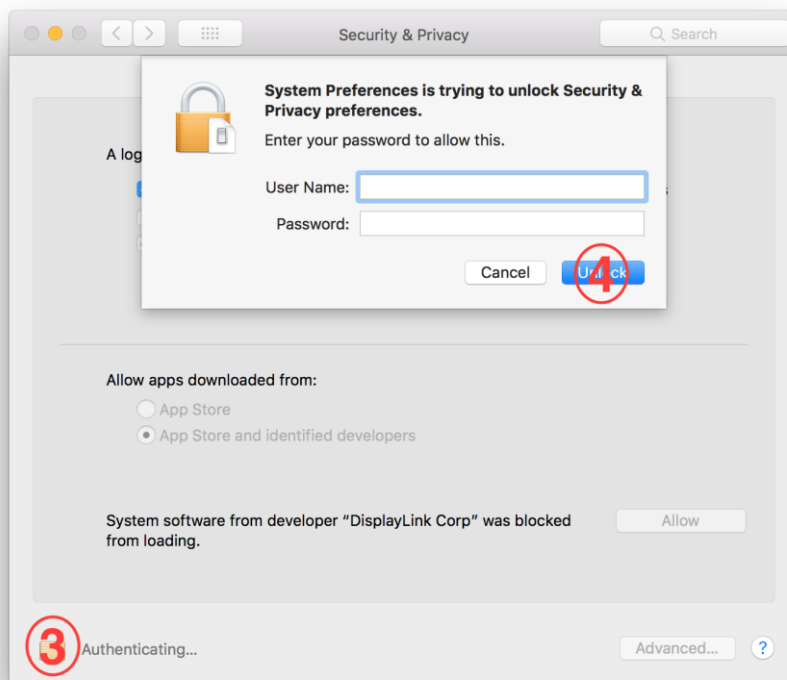 Security & Privacy
Search
System Preferences is trying to unlock Security &
Privacy preferences.
Enter your password to allow this.
A log
User Name:
Password:
Cancel
Unlock
4
Allow apps downloaded from:
App Store
App Store and identified developers
System software from developer “DisplayLink Corp” was blocked
from loading.
Allow
3
Authenticating...
Advanced...
?